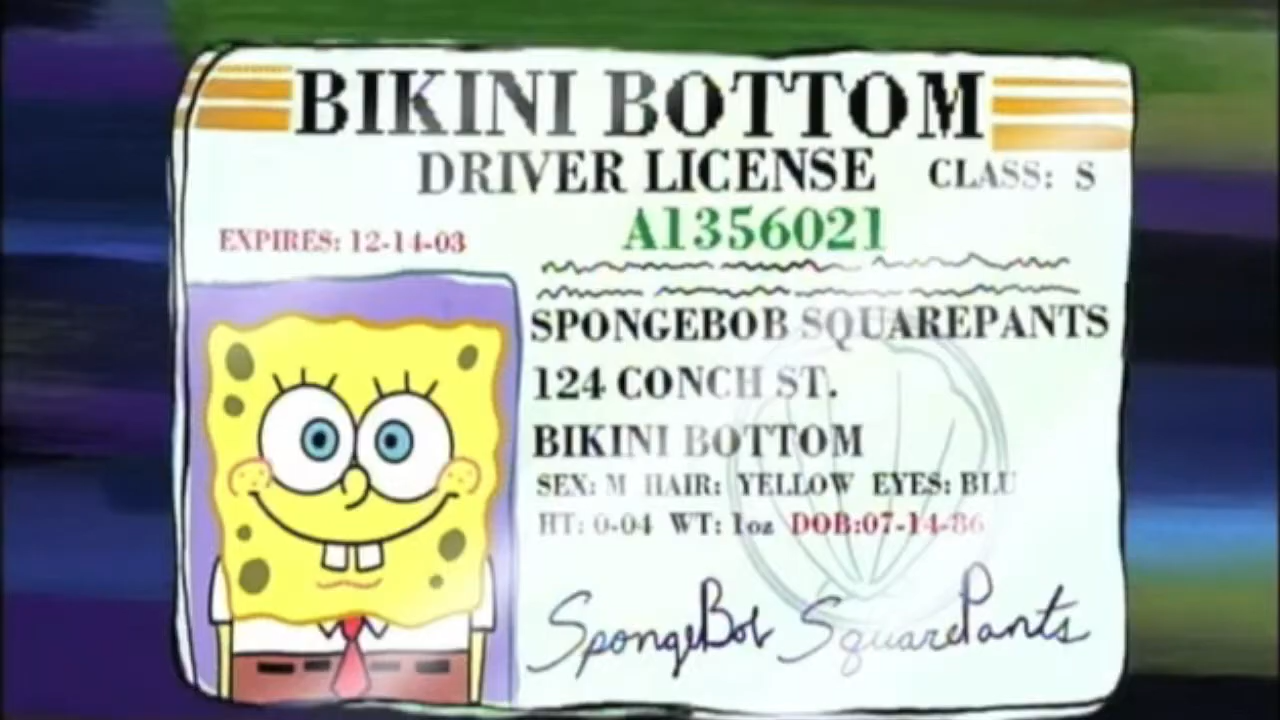 BIKINI BOTTOM
DRIVER LICENSE CLASS: S
A1356021
EXPIRES: 12-14-03
SPONGEBOB SQUAREPANTS
124 CONCH ST.
BIKINI BOTTOM
SEX: M HAIR: YELLOW EYES: BLU
HT: 0-04 WT: 1oz DOB:07-14-86
SpongeBob SquarePants